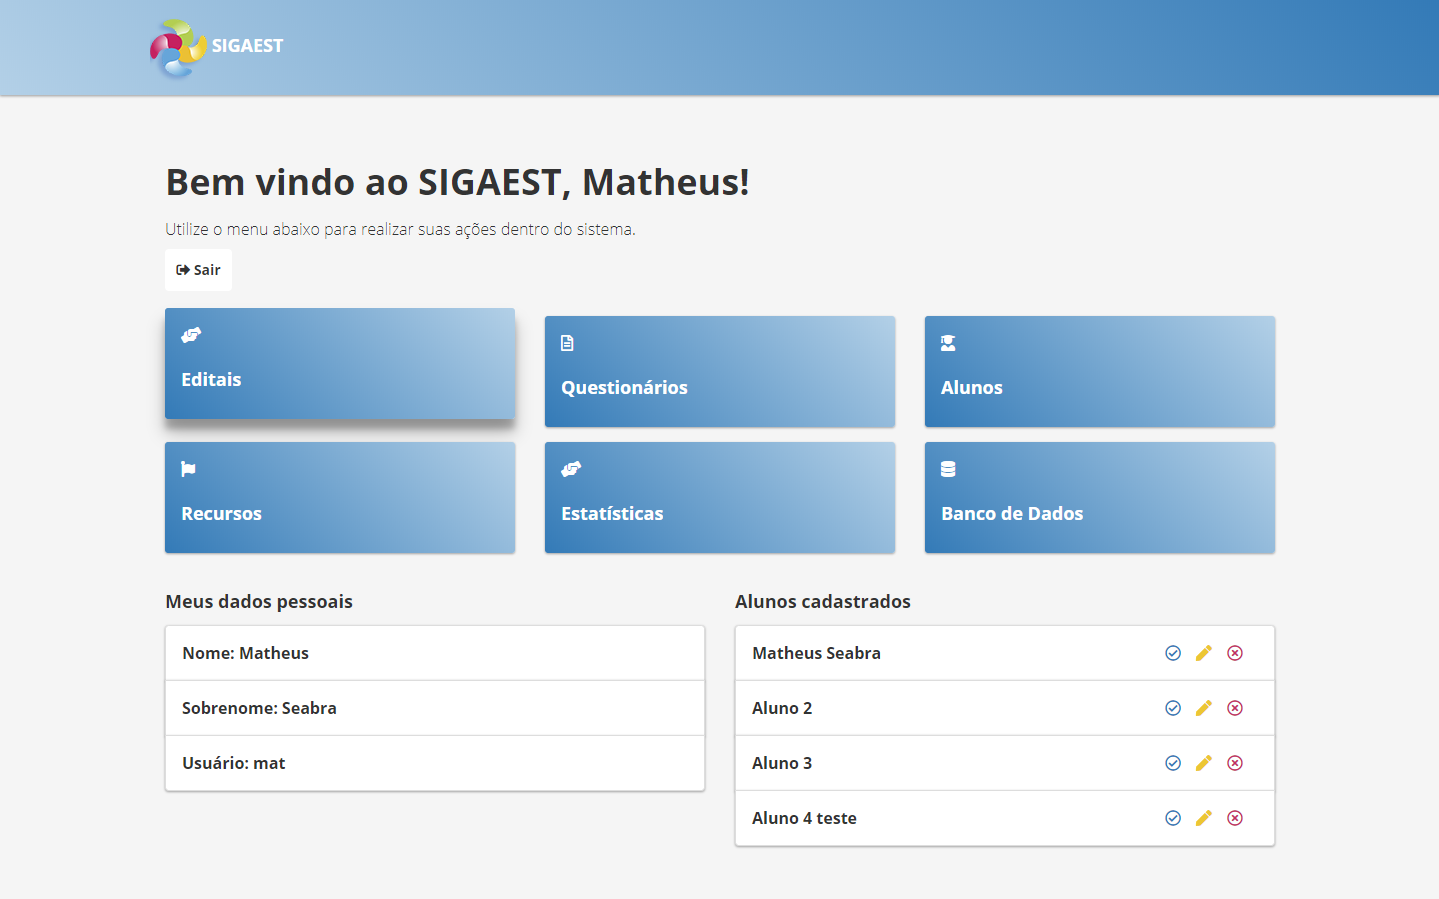 SIGAEST
Bem vindo ao SIGAEST, Matheus!
Utilize o menu abaixo para realizar suas ações dentro do sistema.
Sair
Editais
Questionários
Alunos
Recursos
Estatísticas
Banco de Dados
Meus dados pessoais
Nome: Matheus
Sobrenome: Seabra
Usuário: mat
Alunos cadastrados
Matheus Seabra
Aluno 2
Aluno 3
Aluno 4 teste